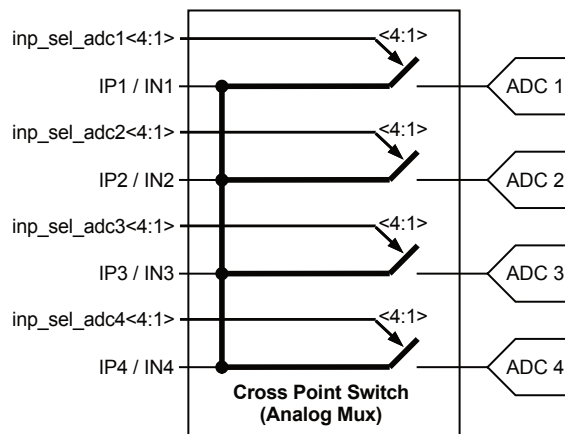 inp_sel_adc1<4:1> <4:1>
IP1 / IN1 ADC 1
inp_sel_adc2<4:1> <4:1>
IP2 / IN2 ADC 2
inp_sel_adc3<4:1> <4:1>
IP3 / IN3 ADC 3
inp_sel_adc4<4:1> <4:1>
IP4 / IN4 ADC 4
Cross Point Switch
(Analog Mux)